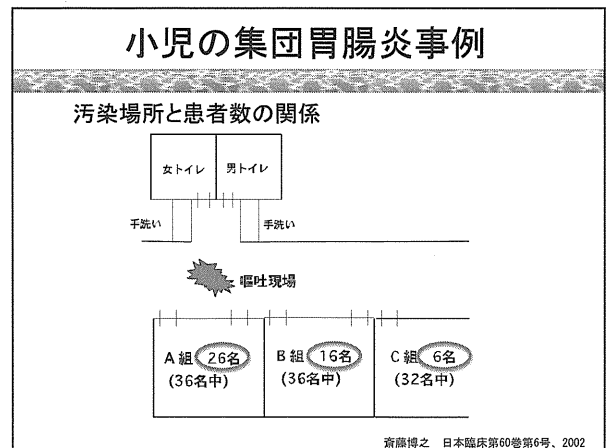 小児の集団胃腸炎事例
汚染場所と患者数の関係
女トイレ
男トイレ
手洗い
手洗い
嘔吐現場
A組 26名
(36名中)
B組 16名
(36名中)
C組 6名
(32名中)
斎藤博之 日本臨床第60巻第6号、2002